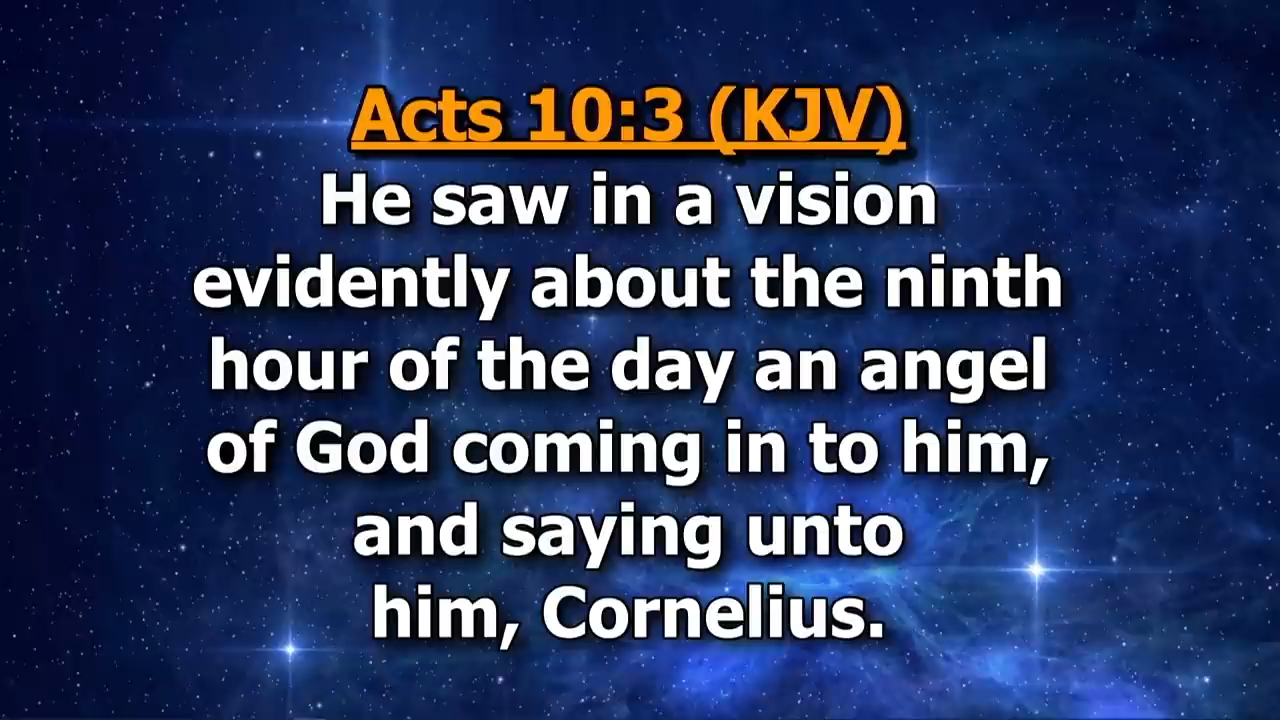 Acts 10:3 (KJV)
He saw in a vision
evidently about the ninth
hour of the day an angel
of God coming in to him,
and saying unto
him, Cornelius.